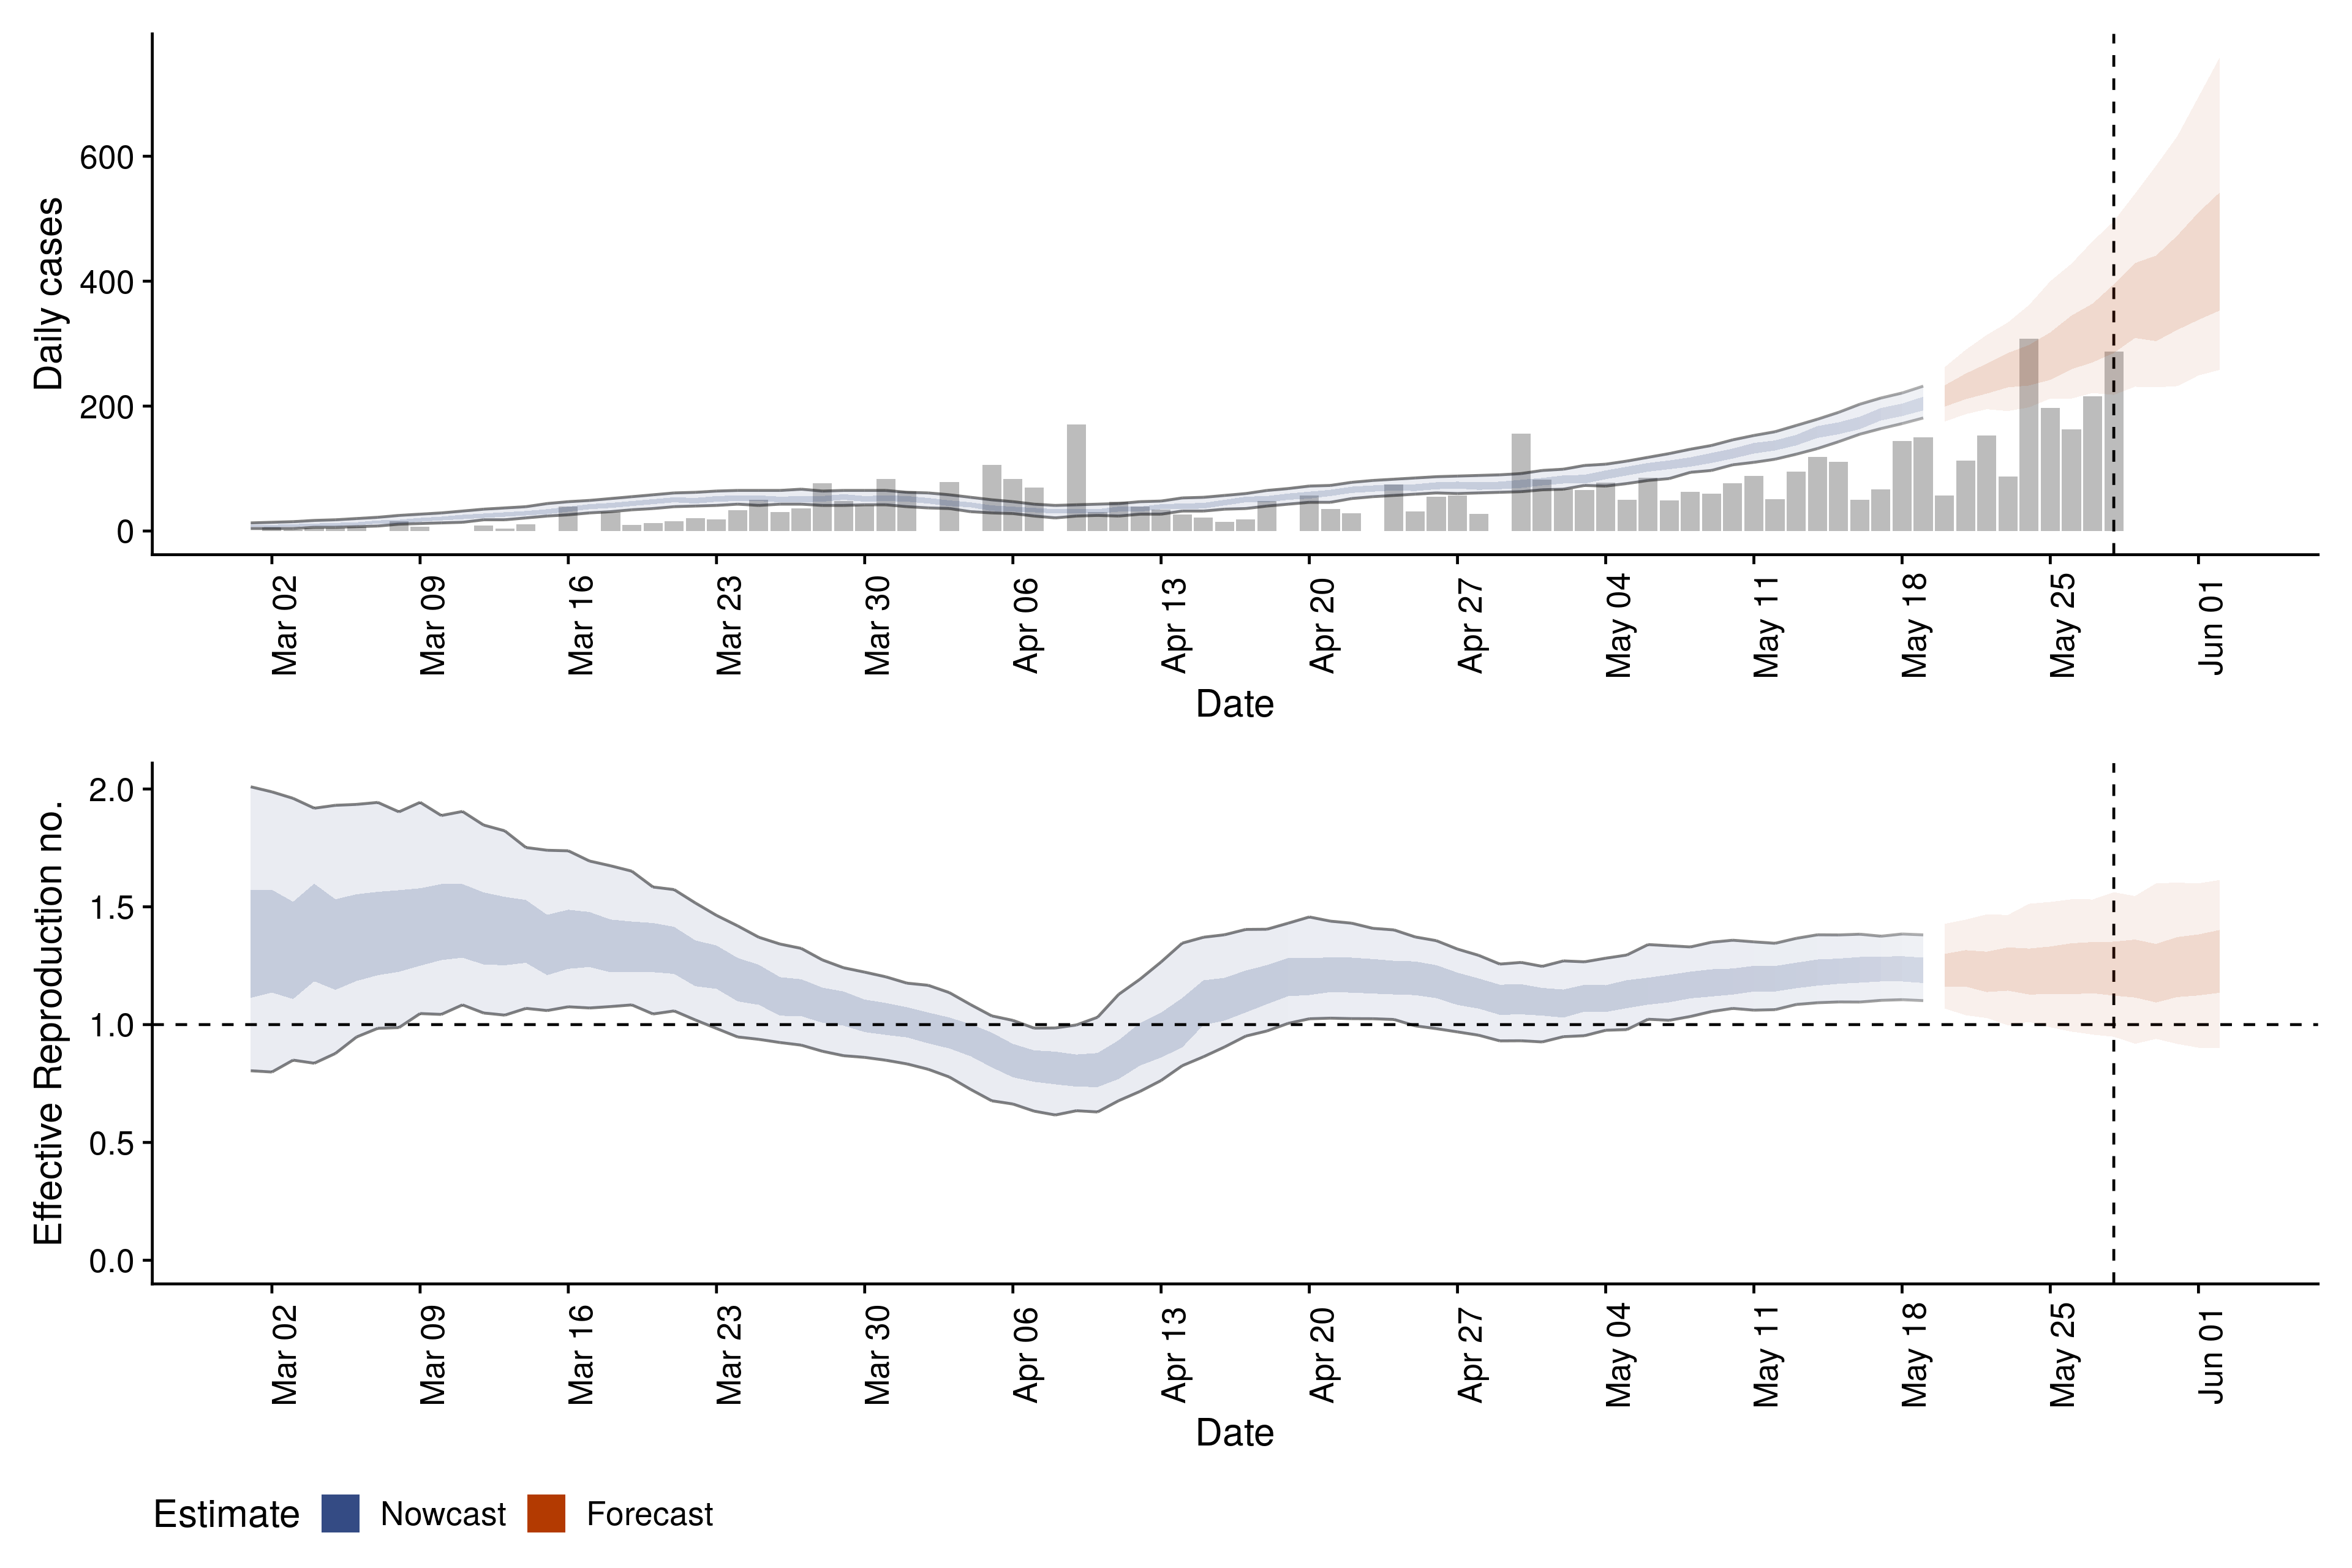 Daily cases
600
400
200
0
Mar 02
Mar 09
Mar 16
Mar 23
Mar 30
Apr 06
Apr 13
Apr 20
Apr 27
May 04
May 11
May 18
May 25
Jun 01
Date
Effective Reproduction no.
2.0
1.5
1.0
0.5
0.0
Mar 02
Mar 09
Mar 16
Mar 23
Mar 30
Apr 06
Apr 13
Apr 20
Apr 27
May 04
May 11
May 18
May 25
Jun 01
Date
Estimate Nowcast Forecast